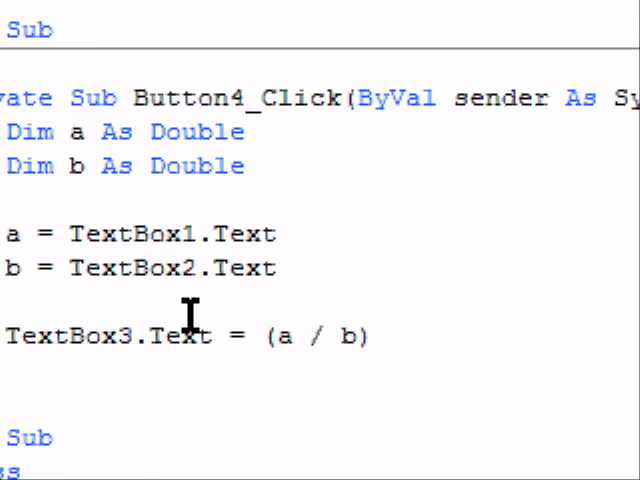 Sub
vate Sub Button4_Click(ByVal sender As Sy
Dim a As Double
Dim b As Double
a = TextBox1.Text
b = TextBox2.Text
TextBox3.Text = (a / b)
Sub
ss